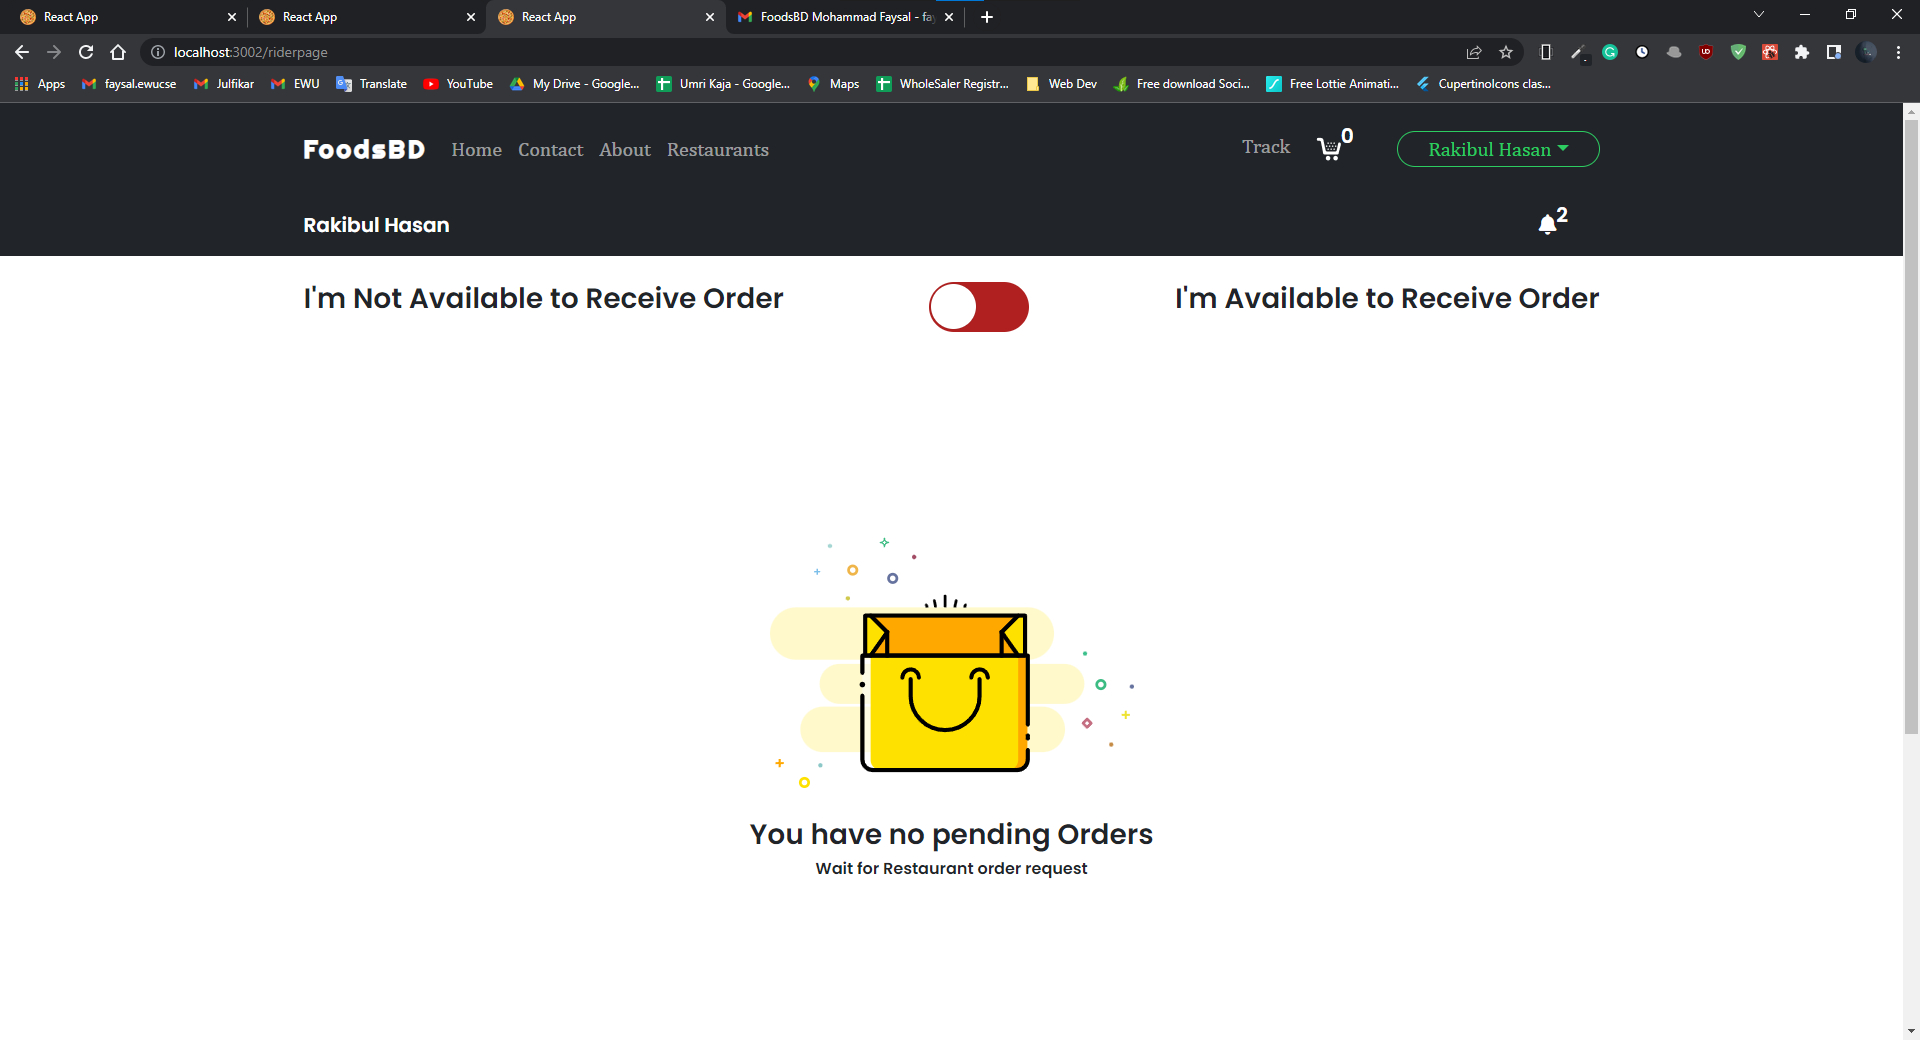 React App
React App
React App
FoodsBD Mohammad Faysal - fa
localhost:3002/riderpage
Apps
faysal.ewucse
Julfikar
EWU
Translate
YouTube
My Drive - Google...
Umri Kaja - Google...
Maps
WholeSaler Registr...
Web Dev
Free download Soci...
Free Lottie Animati...
CupertinoIcons clas...
FoodsBD
Home
Contact
About
Restaurants
Track
0
Rakibul Hasan
Rakibul Hasan
2
I'm Not Available to Receive Order
I'm Available to Receive Order
You have no pending Orders
Wait for Restaurant order request